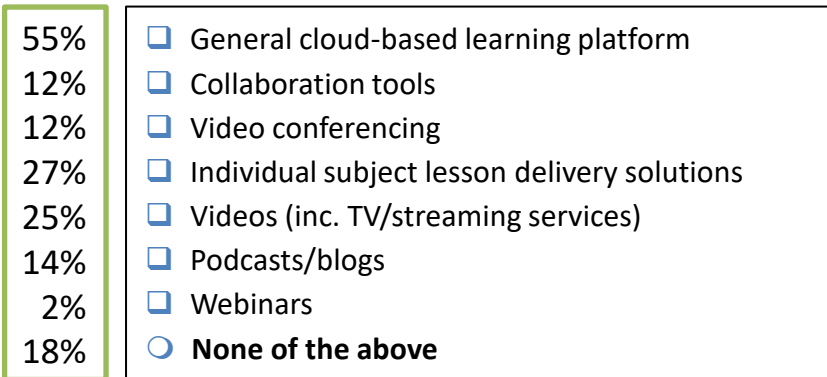 55% General cloud-based learning platform
12% Collaboration tools
12% Video conferencing
27% Individual subject lesson delivery solutions
25% Videos (inc. TV/streaming services)
14% Podcasts/blogs
2% Webinars
18% None of the above